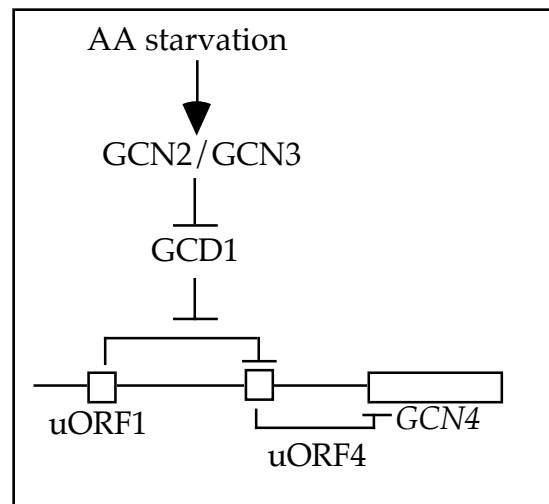 AA starvation
GCN2/GCN3
GCD1
uORF1
GCN4
uORF4